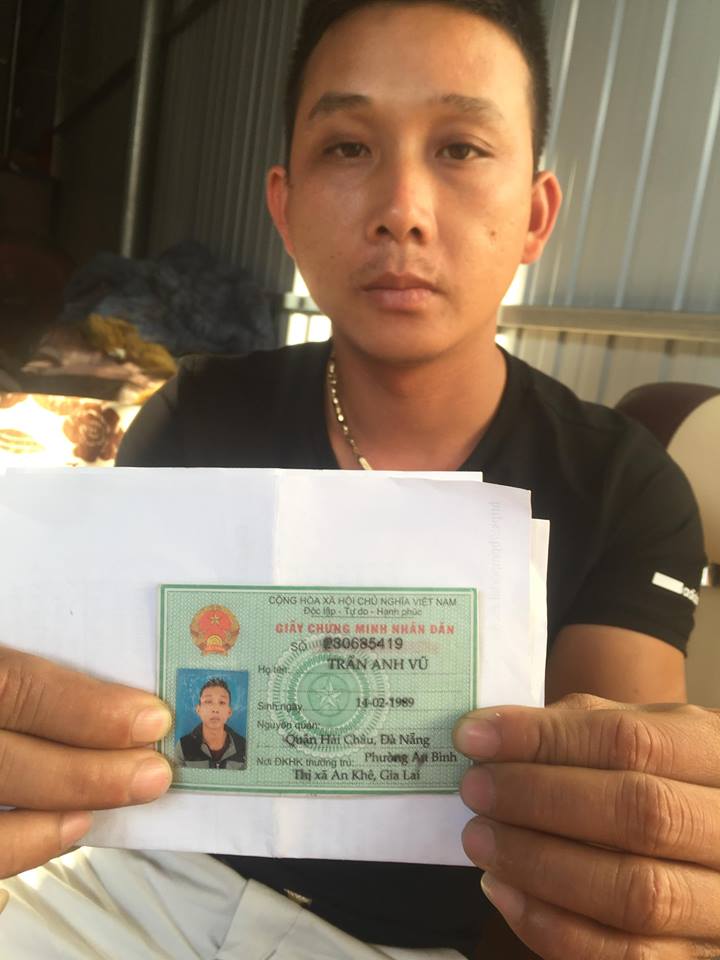 CỘNG HÒA XÃ HỘI CHỦ NGHĨA VIỆT NAM
Độc lập - Tự do - Hạnh phúc
GIẤY CHỨNG MINH NHÂN DÂN
SỐ 230685419
Họ tên: TRẦN ANH VŨ
Sinh ngày 14-02-1989
Nguyên quán:
Quận Hải Châu, Đà Nẵng
Nơi ĐKHK thường trú: Phường An Bình
Thị xã An Khê, Gia Lai